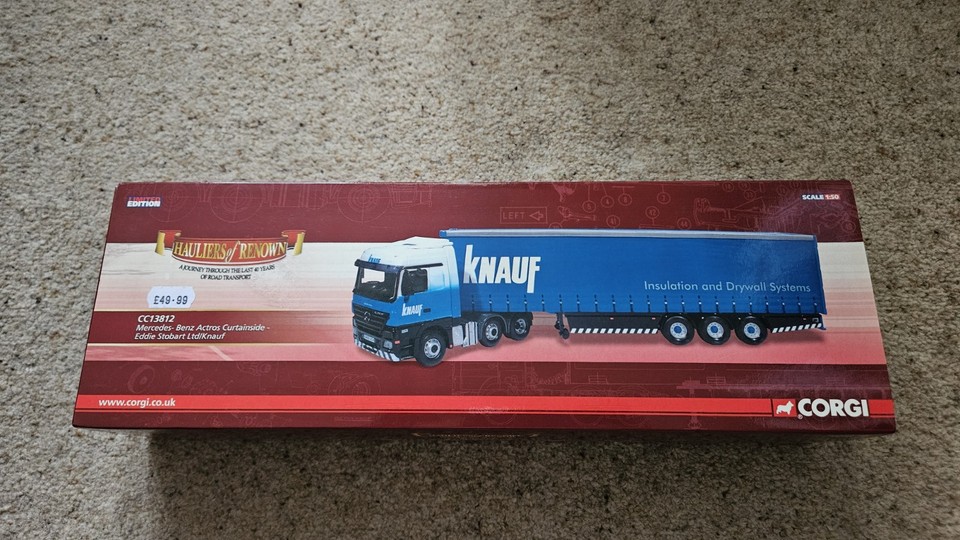 LIMITED
EDITION
SCALE 1:50
LEFT
HAULIERS of RENOWN
A JOURNEY THROUGH THE LAST 40 YEARS
OF ROAD TRANSPORT
£49.99
CC13812
Mercedes- Benz Actros Curtainside -
Eddie Stobart Ltd/Knauf
KNAUF
Insulation and Drywall Systems
KNAUF
KNAUF
www.corgi.co.uk
CORGI